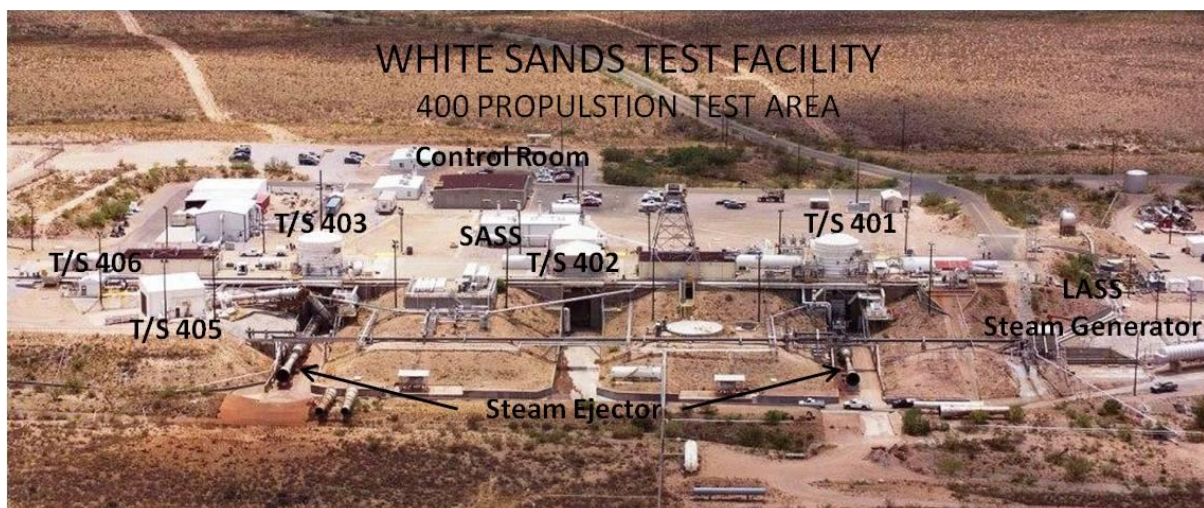 WHITE SANDS TEST FACILITY
400 PROPULSTION TEST AREA
Control Room
T/S 403
SASS
T/S 401
T/S 406
T/S 402
LASS
T/S 405
Steam Generator
Steam Ejector